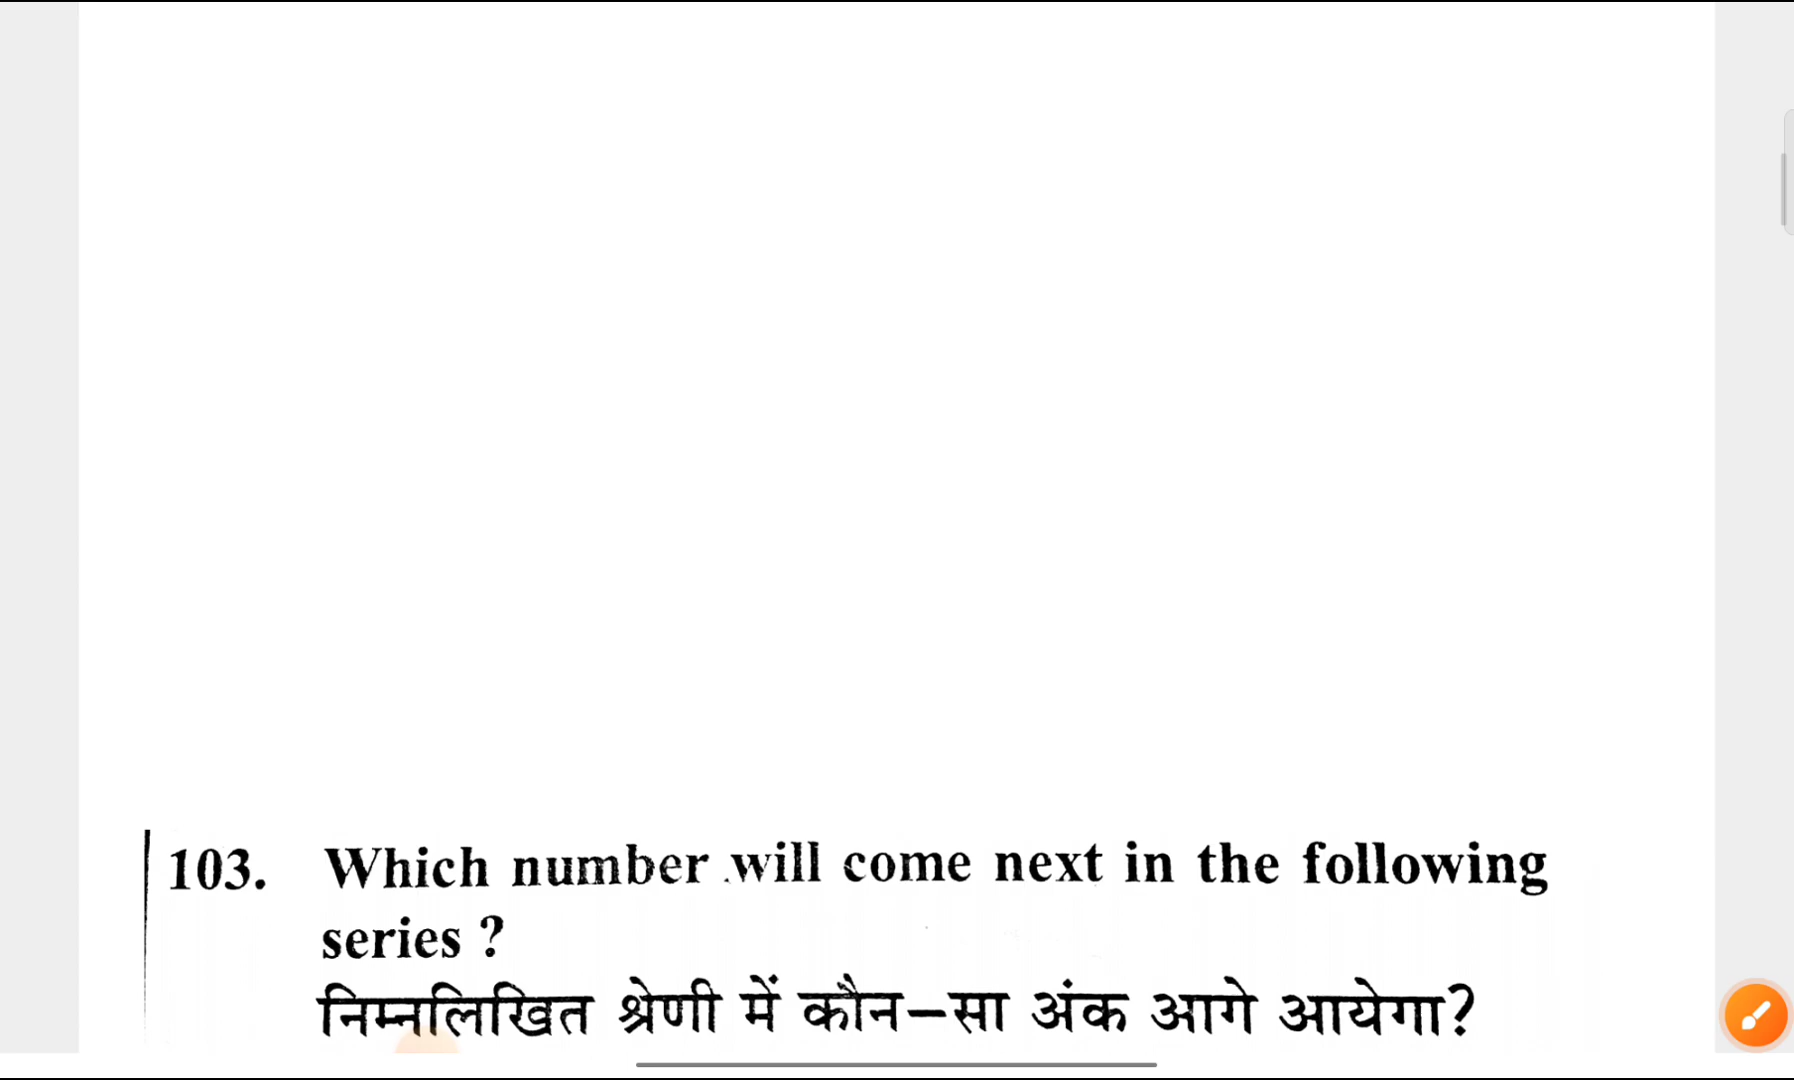 103. Which number will come next in the following
series ?
निम्नलिखित श्रेणी में कौन–सा अंक आगे आयेगा?